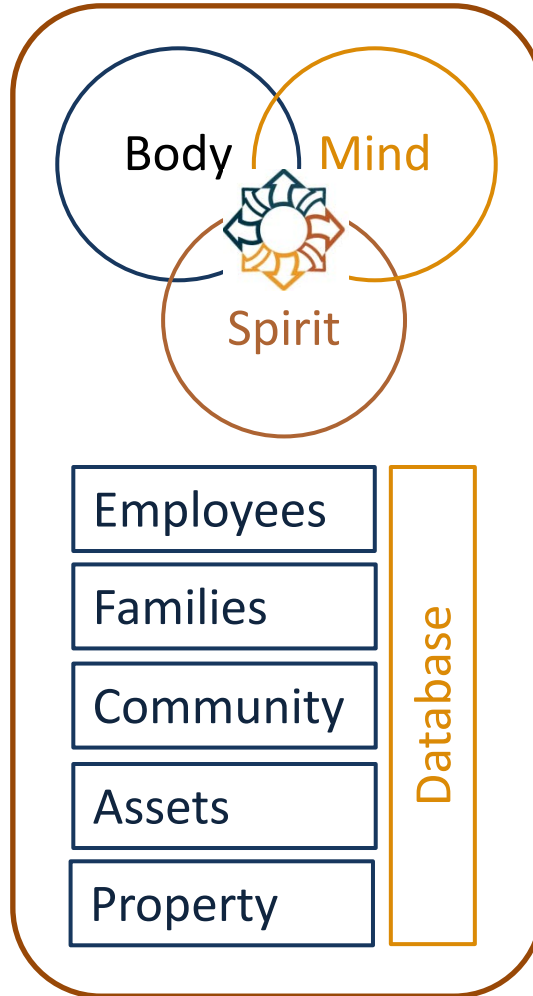 Body
Mind
Spirit
Employees
Families
Community
Assets
Property
Database